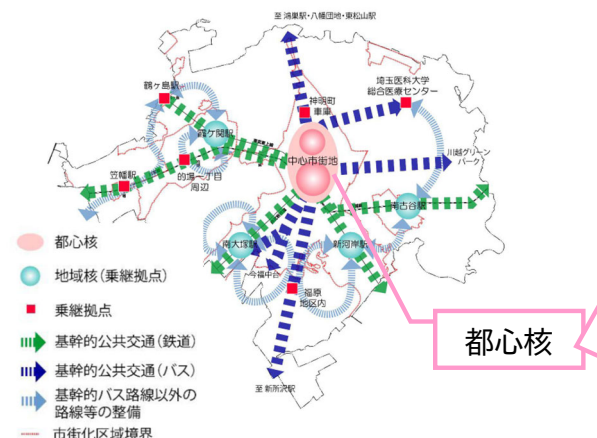 至 鴻巣駅・八幡団地・東松山駅
鶴ヶ島駅
神明町
車庫
埼玉医科大学
総合医療センター
霞ヶ関駅
中心市街地
川越グリーン
パーク
笠幡駅
的場一丁目
周辺
南古谷駅
南大塚駅
新河岸駅
今福中台
福原
地区内
至 新所沢駅
都心核
都心核
地域核（乗継拠点）
乗継拠点
基幹的公共交通（鉄道）
基幹的公共交通（バス）
基幹的バス路線以外の
路線等の整備
市街化区域境界